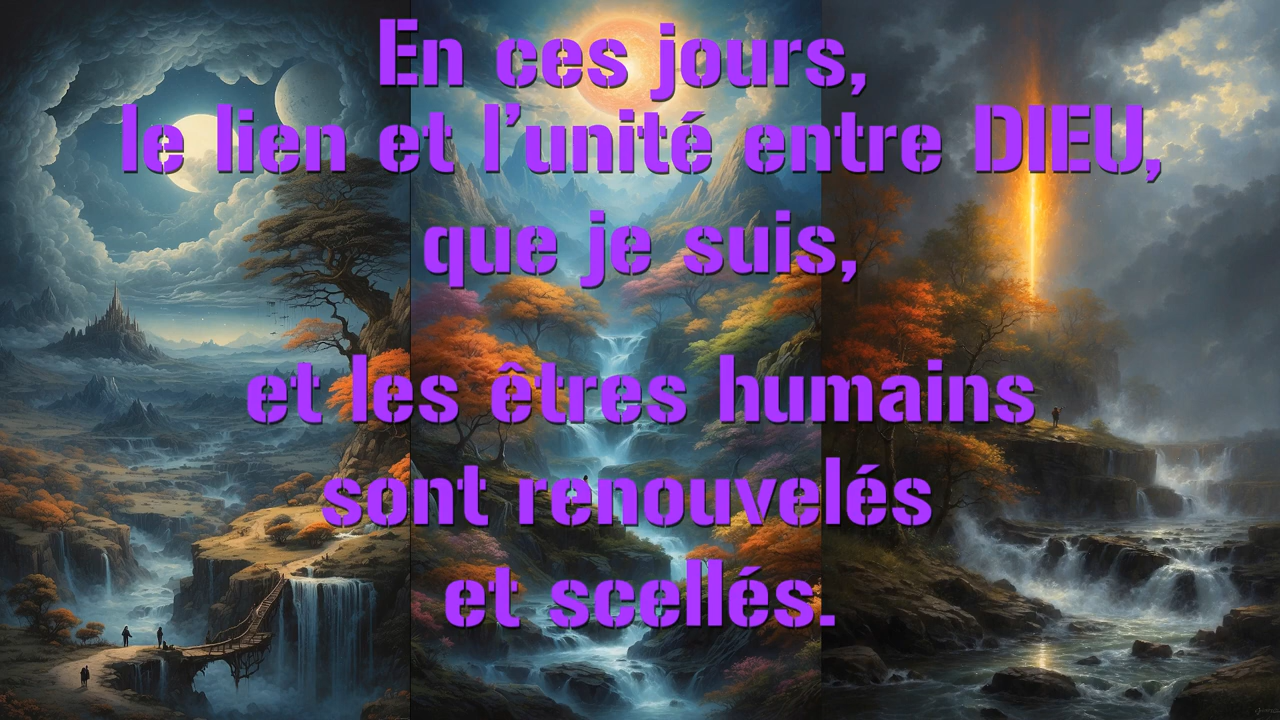 En ces jours,
le lien et l’unité entre DIEU,
que je suis,
et les êtres humains
sont renouvelés
et scellés.